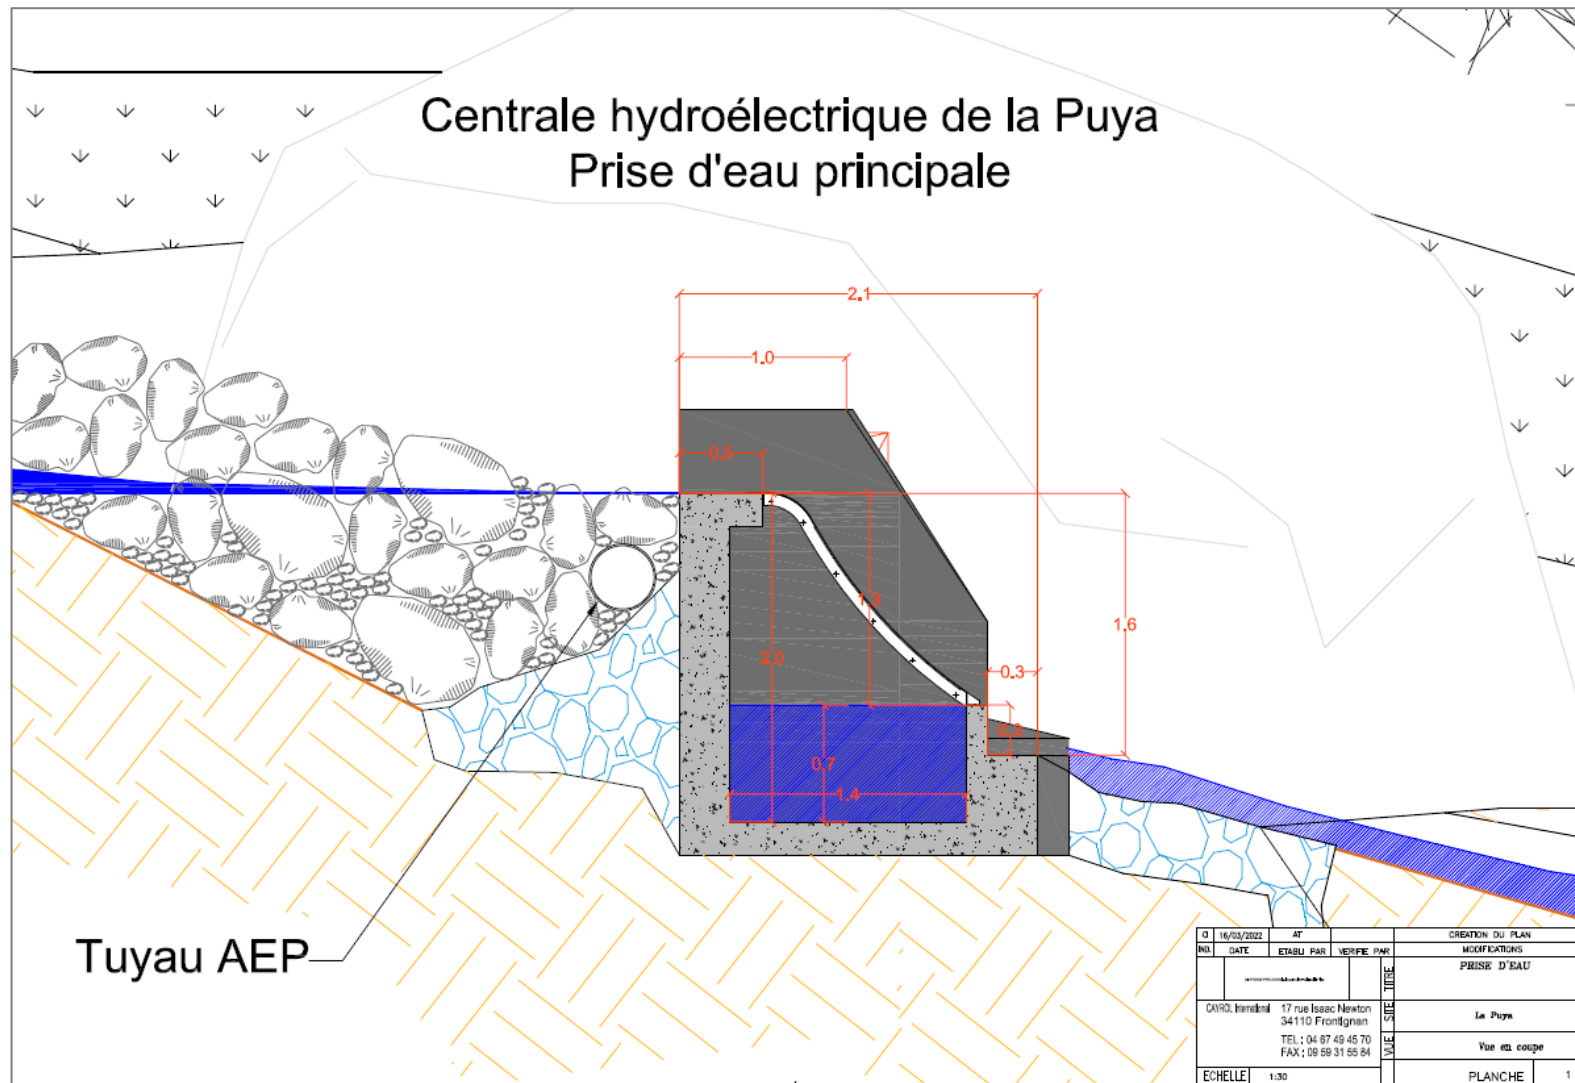 Centrale hydroélectrique de la Puya
Prise d'eau principale
2.1
1.0
0.5
1.3
1.6
2.0
0.3
0.3
0.7
1.4
Tuyau AEP
16/03/2022 AT CREATION DU PLAN
IND. DATE ETABLI PAR VERIFIE PAR MODIFICATIONS
TITRE PRISE D'EAU
CAYROL International 17 rue Isaac Newton
34110 Frontignan
SITE La Puya
TEL : 04 67 49 45 70
FAX : 09 59 31 55 84
VUE Vue en coupe
ECHELLE 1:30 PLANCHE 1